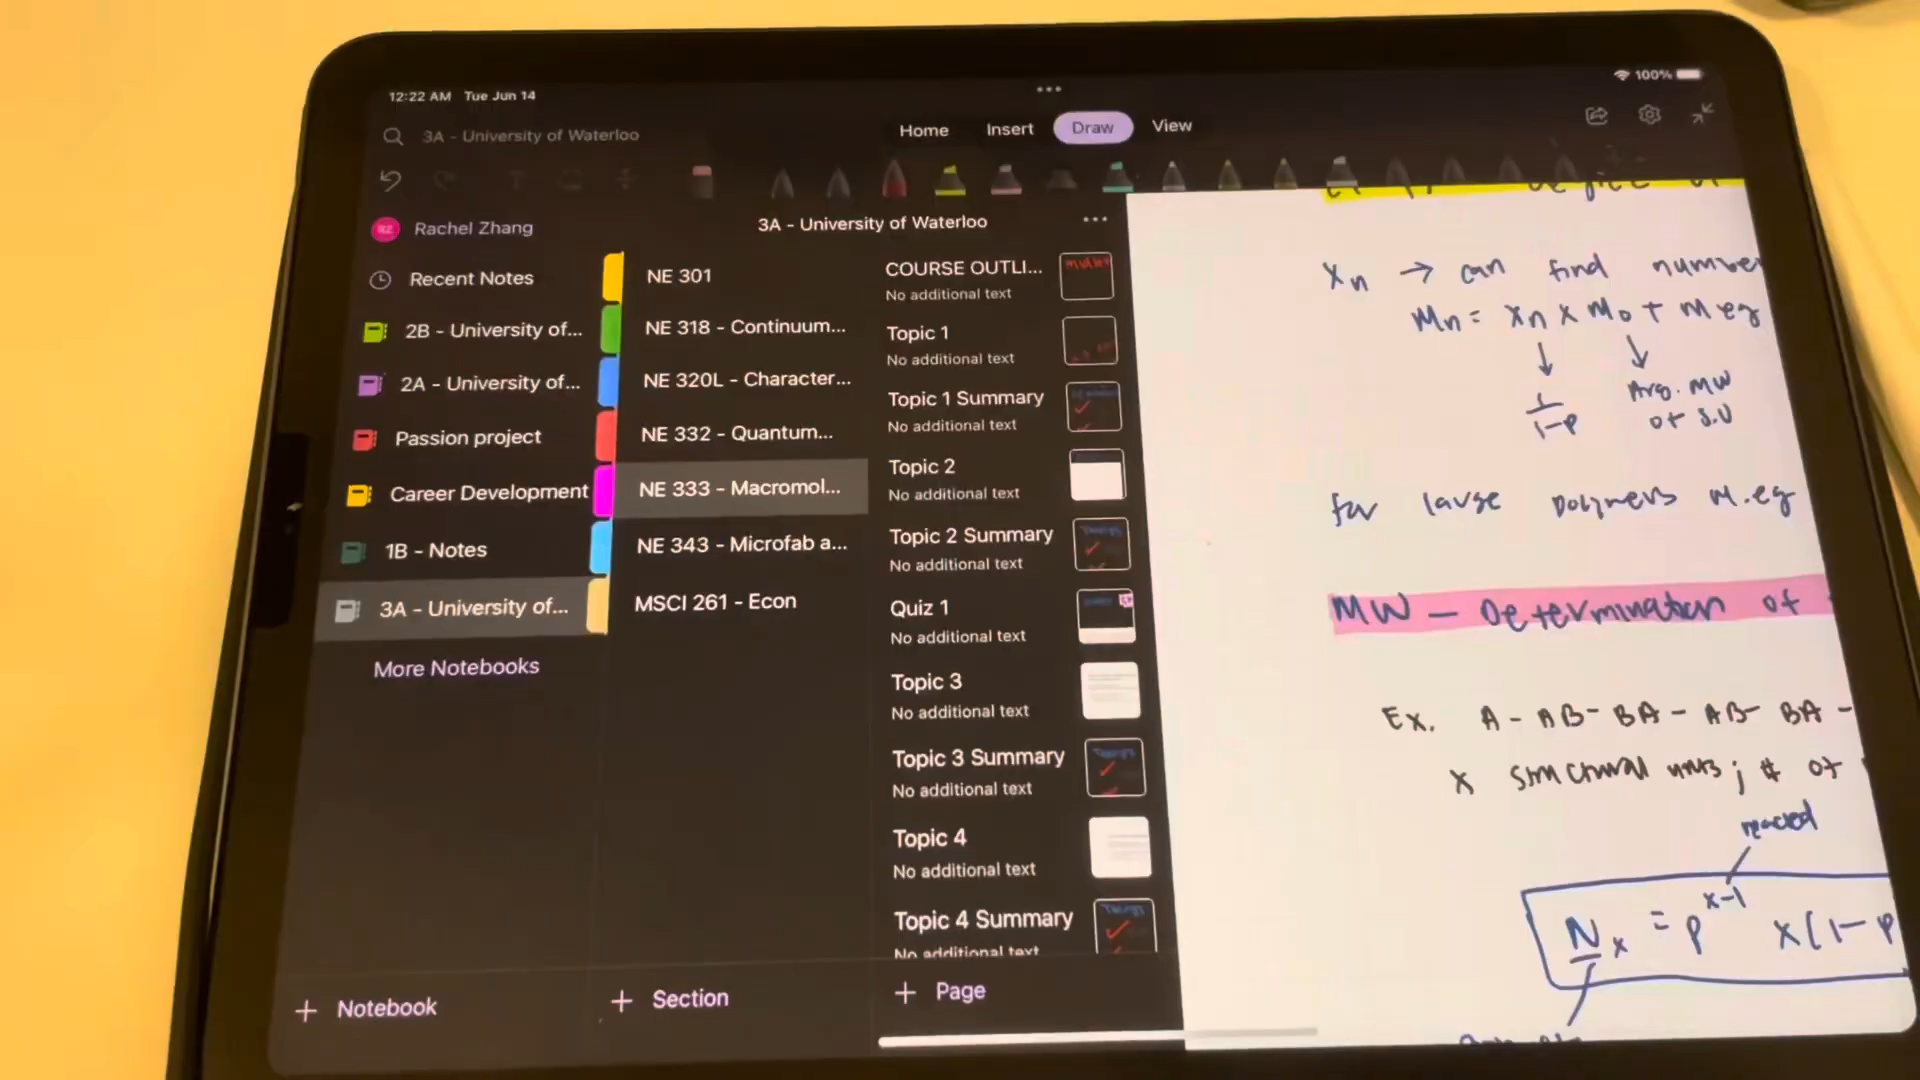 12:22 AM Tue Jun 14
100%
3A - University of Waterloo
Home Insert Draw View
Rachel Zhang
Recent Notes
2B - University of...
2A - University of...
Passion project
Career Development
1B - Notes
3A - University of...
More Notebooks
+ Notebook
NE 301
NE 318 - Continuum...
NE 320L - Character...
NE 332 - Quantum...
NE 333 - Macromol...
NE 343 - Microfab a...
MSCI 261 - Econ
+ Section
3A - University of Waterloo
COURSE OUTLI...
No additional text
Topic 1
No additional text
Topic 1 Summary
No additional text
Topic 2
No additional text
Topic 2 Summary
No additional text
Quiz 1
No additional text
Topic 3
No additional text
Topic 3 Summary
No additional text
Topic 4
No additional text
Topic 4 Summary
No additional text
+ Page
Xn → can find number
Mn = Xn x Mo + Meg
1/1-p
Avg. MW
of S.U
for large polymers M.eg
MW - Determination of
Ex. A - AB - BA - AB - BA -
x structural units; # of
reacted
Nx = p^x-1 x (1-p